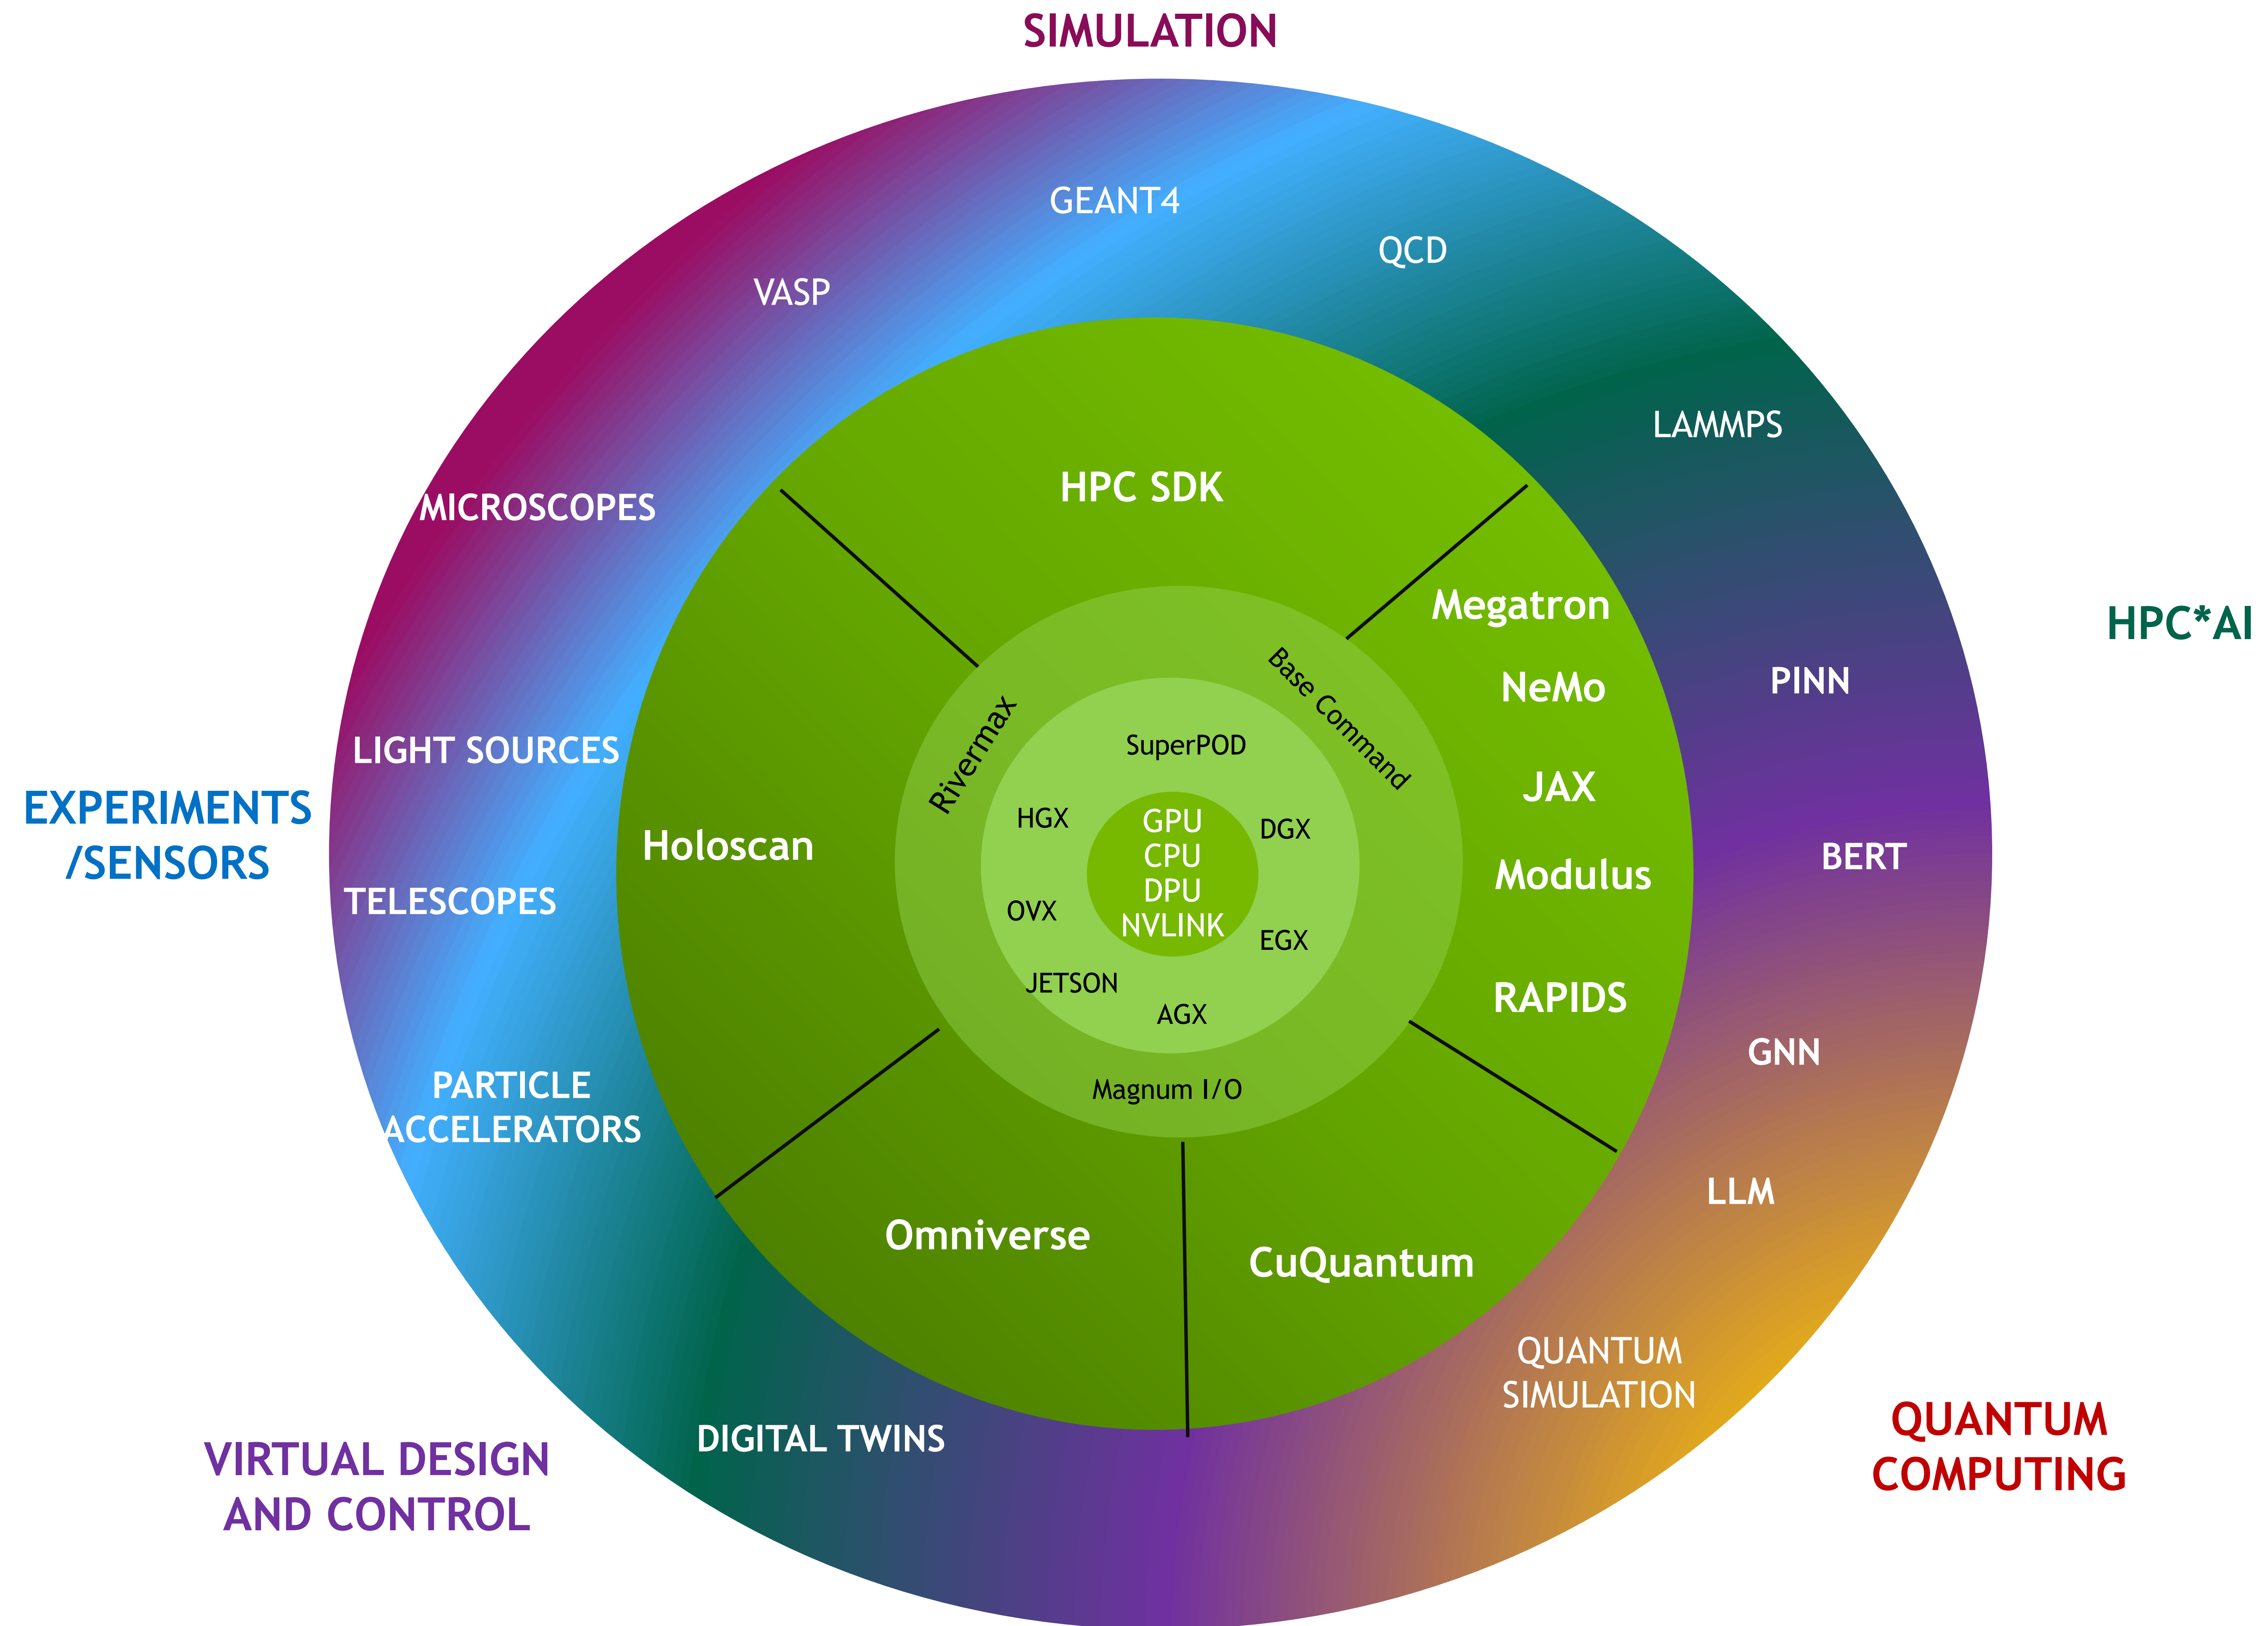 SIMULATION
GEANT4
QCD
VASP
LAMMPS
HPC SDK
MICROSCOPES
Megatron
HPC*AI
Base Command
NeMo
PINN
Rivermax
SuperPOD
LIGHT SOURCES
JAX
EXPERIMENTS
/SENSORS
HGX
GPU
CPU
DPU
NVLINK
DGX
Holoscan
BERT
Modulus
TELESCOPES
OVX
EGX
JETSON
RAPIDS
AGX
GNN
PARTICLE
ACCELERATORS
Magnum I/O
LLM
Omniverse
CuQuantum
QUANTUM
SIMULATION
DIGITAL TWINS
QUANTUM
COMPUTING
VIRTUAL DESIGN
AND CONTROL